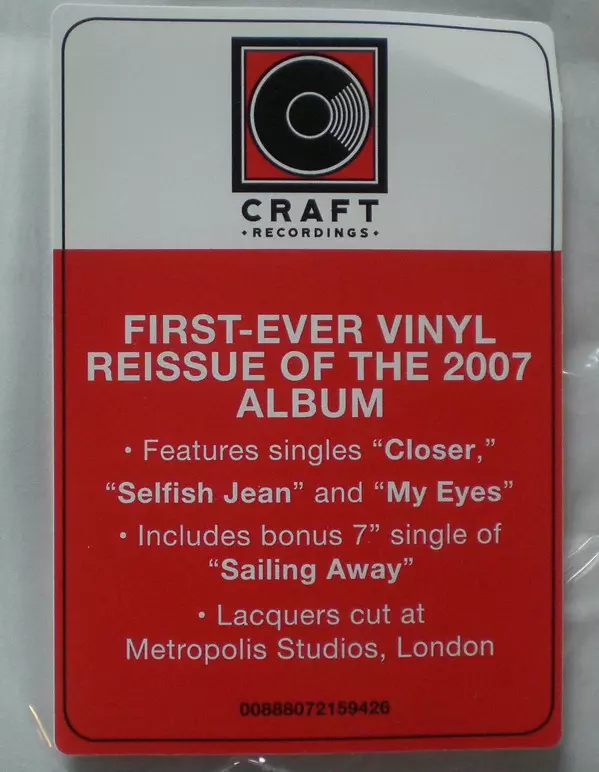 CRAFT
• RECORDINGS •
FIRST-EVER VINYL
REISSUE OF THE 2007
ALBUM
• Features singles “Closer,”
“Selfish Jean” and “My Eyes”
• Includes bonus 7” single of
“Sailing Away”
• Lacquers cut at
Metropolis Studios, London
00888072159426